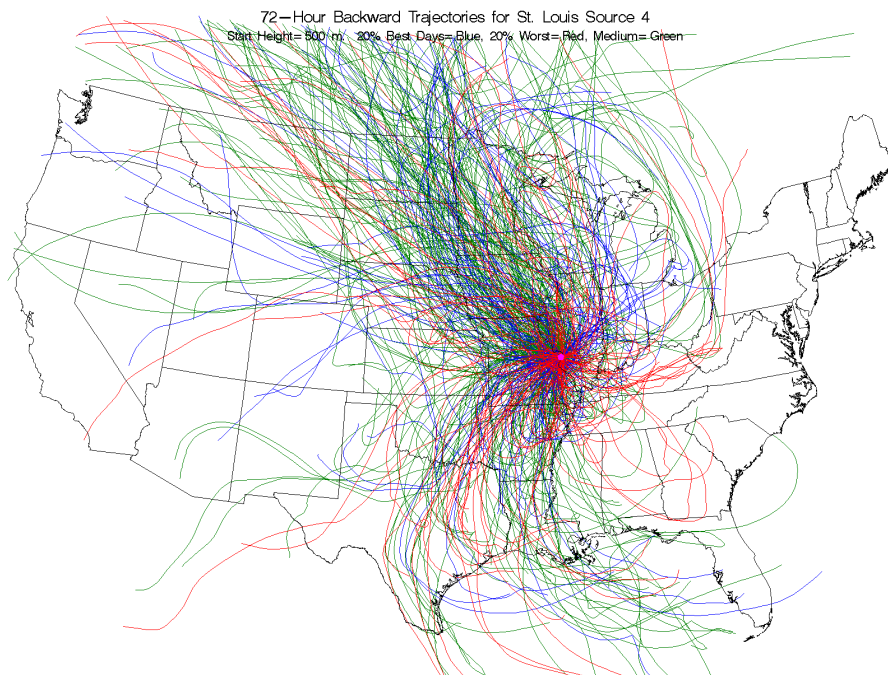 72-Hour Backward Trajectories for St. Louis Source 4
Start Height= 500 m, 20% Best Days=Blue, 20% Worst=Red, Medium=Green